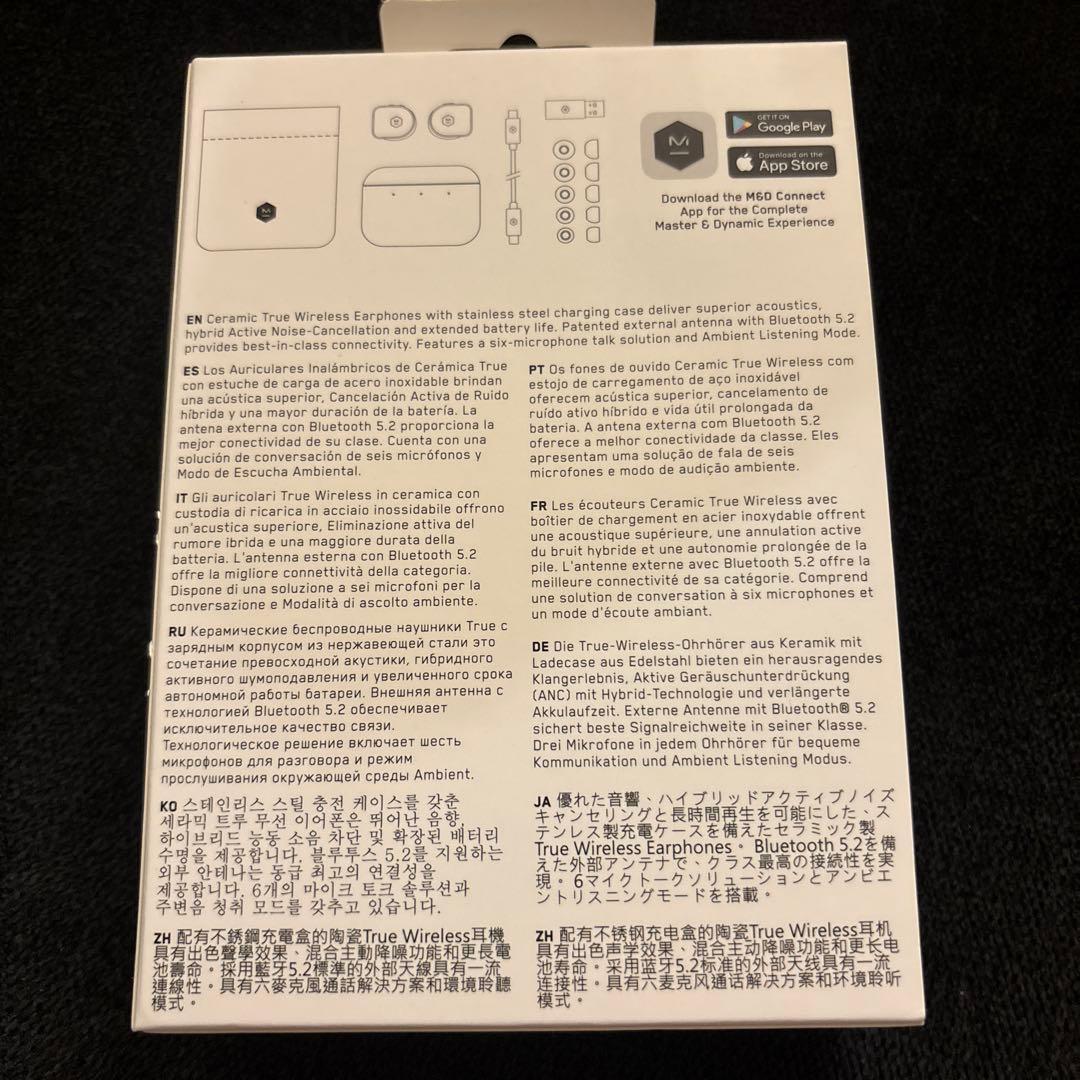 M
GET IT ON
Google Play
Download on the
App Store
Download the M&D Connect
App for the Complete
Master & Dynamic Experience
M
EN Ceramic True Wireless Earphones with stainless steel charging case deliver superior acoustics,
hybrid Active Noise-Cancellation and extended battery life. Patented external antenna with Bluetooth 5.2
provides best-in-class connectivity. Features a six-microphone talk solution and Ambient Listening Mode.
ES Los Auriculares Inalámbricos de Cerámica True
con estuche de carga de acero inoxidable brindan
una acústica superior, Cancelación Activa de Ruido
híbrida y una mayor duración de la batería. La
antena externa con Bluetooth 5.2 proporciona la
mejor conectividad de su clase. Cuenta con una
solución de conversación de seis micrófonos y
Modo de Escucha Ambiental.
PT Os fones de ouvido Ceramic True Wireless com
estojo de carregamento de aço inoxidável
oferecem acústica superior, cancelamento de
ruído ativo híbrido e vida útil prolongada da
bateria. A antena externa com Bluetooth 5.2
oferece a melhor conectividade da classe. Eles
apresentam uma solução de fala de seis
microfones e modo de audição ambiente.
IT Gli auricolari True Wireless in ceramica con
custodia di ricarica in acciaio inossidabile offrono
un'acustica superiore, Eliminazione attiva del
rumore ibrida e una maggiore durata della
batteria. L'antenna esterna con Bluetooth 5.2
offre la migliore connettività della categoria.
Dispone di una soluzione a sei microfoni per la
conversazione e Modalità di ascolto ambiente.
FR Les écouteurs Ceramic True Wireless avec
boîtier de chargement en acier inoxydable offrent
une acoustique supérieure, une annulation active
du bruit hybride et une autonomie prolongée de la
pile. L'antenne externe avec Bluetooth 5.2 offre la
meilleure connectivité de sa catégorie. Comprend
une solution de conversation à six microphones et
un mode d'écoute ambiant.
RU Керамические беспроводные наушники True с
зарядным корпусом из нержавеющей стали это
сочетание превосходной акустики, гибридного
активного шумоподавления и увеличенного срока
автономной работы батареи. Внешняя антенна с
технологией Bluetooth 5.2 обеспечивает
исключительное качество связи.
Технологическое решение включает шесть
микрофонов для разговора и режим
прослушивания окружающей среды Ambient.
DE Die True-Wireless-Ohrhörer aus Keramik mit
Ladecase aus Edelstahl bieten ein herausragendes
Klangerlebnis, Aktive Geräuschunterdrückung
(ANC) mit Hybrid-Technologie und verlängerte
Akkulaufzeit. Externe Antenne mit Bluetooth® 5.2
sichert beste Signalreichweite in seiner Klasse.
Drei Mikrofone in jedem Ohrhörer für bequeme
Kommunikation und Ambient Listening Modus.
KO 스테인리스 스틸 충전 케이스를 갖춘
세라믹 트루 무선 이어폰은 뛰어난 음향,
하이브리드 능동 소음 차단 및 확장된 배터리
수명을 제공합니다. 블루투스 5.2를 지원하는
외부 안테나는 동급 최고의 연결성을
제공합니다. 6개의 마이크 토크 솔루션과
주변음 청취 모드를 갖추고 있습니다.
JA 優れた音響、ハイブリッドアクティブノイズ
キャンセリングと長時間再生を可能にした、ス
テンレス製充電ケースを備えたセラミック製
True Wireless Earphones。 Bluetooth 5.2を備
えた外部アンテナで、クラス最高の接続性を実
現。 6マイクトークソリューションとアンビエ
ントリスニングモードを搭載。
ZH 配有不銹鋼充電盒的陶瓷True Wireless耳機
具有出色聲學效果、混合主動降噪功能和更長電
池壽命。採用藍牙5.2標準的外部天線具有一流
連線性。具有六麥克風通話解決方案和環境聆聽
模式。
ZH 配有不锈钢充电盒的陶瓷True Wireless耳机
具有出色声学效果、混合主动降噪功能和更长电
池寿命。采用蓝牙5.2标准的外部天线具有一流
连接性。具有六麦克风通话解决方案和环境聆听
模式。